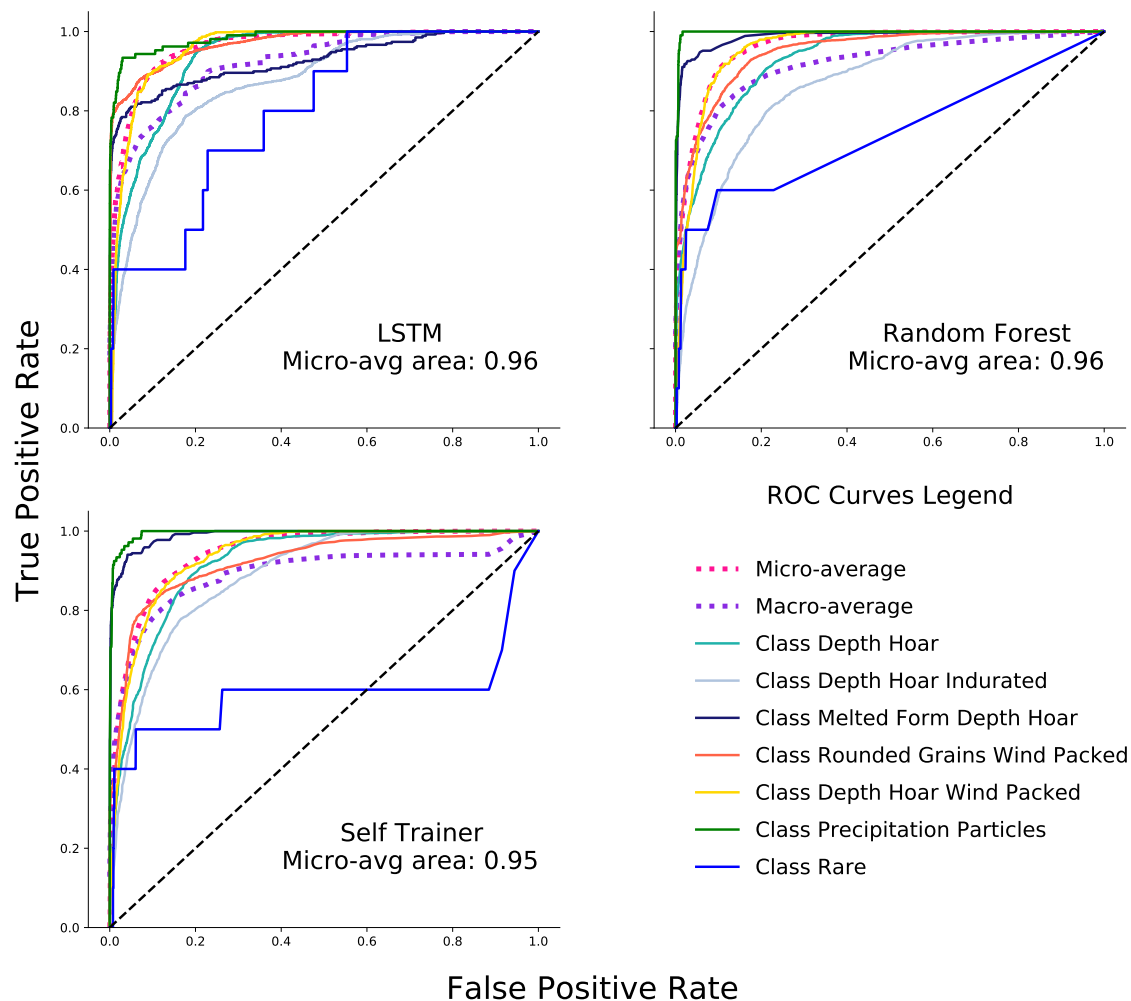 True Positive Rate
1.0
0.8
0.6
0.4
0.2
0.0
LSTM
Micro-avg area: 0.96
0.0 0.2 0.4 0.6 0.8 1.0
Random Forest
Micro-avg area: 0.96
0.0 0.2 0.4 0.6 0.8 1.0
1.0
0.8
0.6
0.4
0.2
0.0
Self Trainer
Micro-avg area: 0.95
0.0 0.2 0.4 0.6 0.8 1.0
ROC Curves Legend
Micro-average
Macro-average
Class Depth Hoar
Class Depth Hoar Indurated
Class Melted Form Depth Hoar
Class Rounded Grains Wind Packed
Class Depth Hoar Wind Packed
Class Precipitation Particles
Class Rare
False Positive Rate